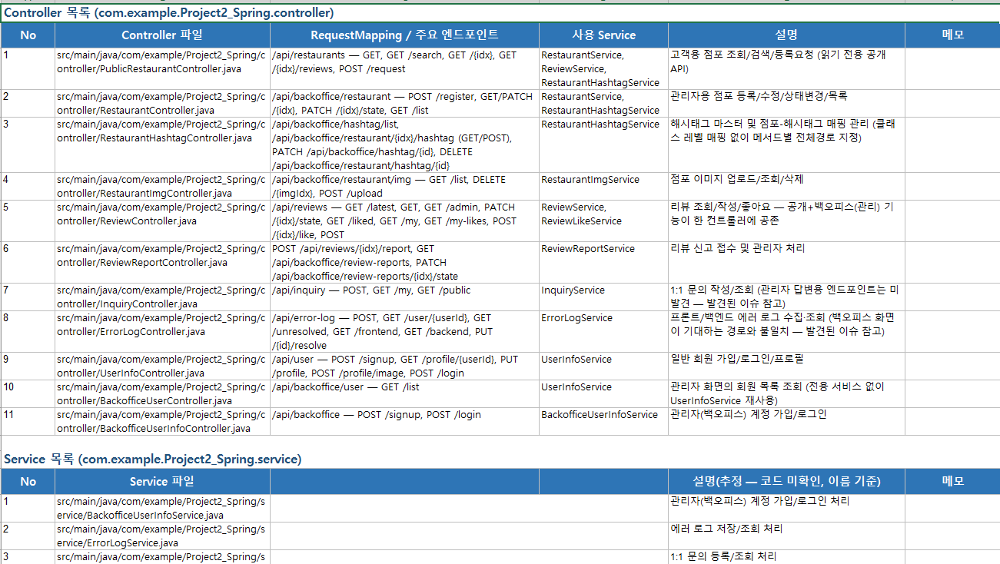 Controller 목록 (com.example.Project2_Spring.controller)
No Controller 파일 RequestMapping / 주요 엔드포인트 사용 Service 설명 메모
1 src/main/java/com/example/Project2_Spring/c /api/restaurants — GET, GET /search, GET /{idx}, GET RestaurantService, 고객용 점포 조회/검색/등록요청 (읽기 전용 공개
ontroller/PublicRestaurantController.java /{idx}/reviews, POST /request ReviewService, API)
RestaurantHashtagService
2 src/main/java/com/example/Project2_Spring/c /api/backoffice/restaurant — POST /register, GET/PATCH RestaurantService, 관리자용 점포 등록/수정/상태변경/목록
ontroller/RestaurantController.java /{idx}, PATCH /{idx}/state, GET /list RestaurantHashtagService
3 src/main/java/com/example/Project2_Spring/c /api/backoffice/hashtag/list, RestaurantHashtagService 해시태그 마스터 및 점포-해시태그 매핑 관리 (클래
ontroller/RestaurantHashtagController.java /api/backoffice/restaurant/{idx}/hashtag (GET/POST), 스 레벨 매핑 없이 메서드별 전체경로 지정)
PATCH /api/backoffice/hashtag/{id}, DELETE
/api/backoffice/restaurant/hashtag/{id}
4 src/main/java/com/example/Project2_Spring/c /api/backoffice/restaurant/img — GET /list, DELETE RestaurantImgService 점포 이미지 업로드/조회/삭제
ontroller/RestaurantImgController.java /{imgIdx}, POST /upload
5 src/main/java/com/example/Project2_Spring/c /api/reviews — GET /latest, GET, GET /admin, PATCH ReviewService, 리뷰 조회/작성/좋아요 — 공개+백오피스(관리) 기
ontroller/ReviewController.java /{idx}/state, GET /liked, GET /my, GET /my-likes, POST ReviewLikeService 능이 한 컨트롤러에 공존
/{idx}/like, POST
6 src/main/java/com/example/Project2_Spring/c POST /api/reviews/{idx}/report, GET ReviewReportService 리뷰 신고 접수 및 관리자 처리
ontroller/ReviewReportController.java /api/backoffice/review-reports, PATCH
/api/backoffice/review-reports/{idx}/state
7 src/main/java/com/example/Project2_Spring/c /api/inquiry — POST, GET /my, GET /public InquiryService 1:1 문의 작성/조회 (관리자 답변용 엔드포인트는 미
ontroller/InquiryController.java 발견 — 발견된 이슈 참고)
8 src/main/java/com/example/Project2_Spring/c /api/error-log — POST, GET /user/{userId}, GET ErrorLogService 프론트/백엔드 에러 로그 수집·조회 (백오피스 화면
ontroller/ErrorLogController.java /unresolved, GET /frontend, GET /backend, PUT 이 기대하는 경로와 불일치 — 발견된 이슈 참고)
/{id}/resolve
9 src/main/java/com/example/Project2_Spring/c /api/user — POST /signup, GET /profile/{userId}, PUT UserInfoService 일반 회원 가입/로그인/프로필
ontroller/UserInfoController.java /profile, POST /profile/image, POST /login
10 src/main/java/com/example/Project2_Spring/c /api/backoffice/user — GET /list UserInfoService 관리자 화면의 회원 목록 조회 (전용 서비스 없이
ontroller/BackofficeUserController.java UserInfoService 재사용)
11 src/main/java/com/example/Project2_Spring/c /api/backoffice — POST /signup, POST /login BackofficeUserInfoService 관리자(백오피스) 계정 가입/로그인
ontroller/BackofficeUserInfoController.java
Service 목록 (com.example.Project2_Spring.service)
No Service 파일 설명(추정 — 코드 미확인, 이름 기준) 메모
1 src/main/java/com/example/Project2_Spring/s 관리자(백오피스) 계정 가입/로그인 처리
ervice/BackofficeUserInfoService.java
2 src/main/java/com/example/Project2_Spring/s 에러 로그 저장/조회 처리
ervice/ErrorLogService.java
3 src/main/java/com/example/Project2_Spring/s 1:1 문의 등록/조회 처리